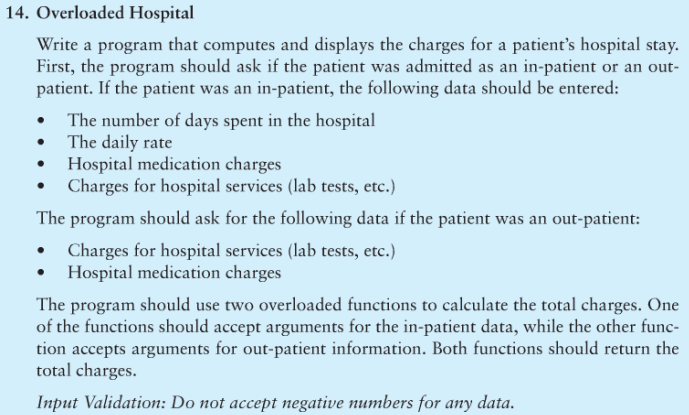 14. Overloaded Hospital
Write a program that computes and displays the charges for a patient's hospital stay.
First, the program should ask if the patient was admitted as an in-patient or an out-
patient. If the patient was an in-patient, the following data should be entered:
• The number of days spent in the hospital
• The daily rate
• Hospital medication charges
• Charges for hospital services (lab tests, etc.)
The program should ask for the following data if the patient was an out-patient:
• Charges for hospital services (lab tests, etc.)
• Hospital medication charges
The program should use two overloaded functions to calculate the total charges. One
of the functions should accept arguments for the in-patient data, while the other func-
tion accepts arguments for out-patient information. Both functions should return the
total charges.
Input Validation: Do not accept negative numbers for any data.